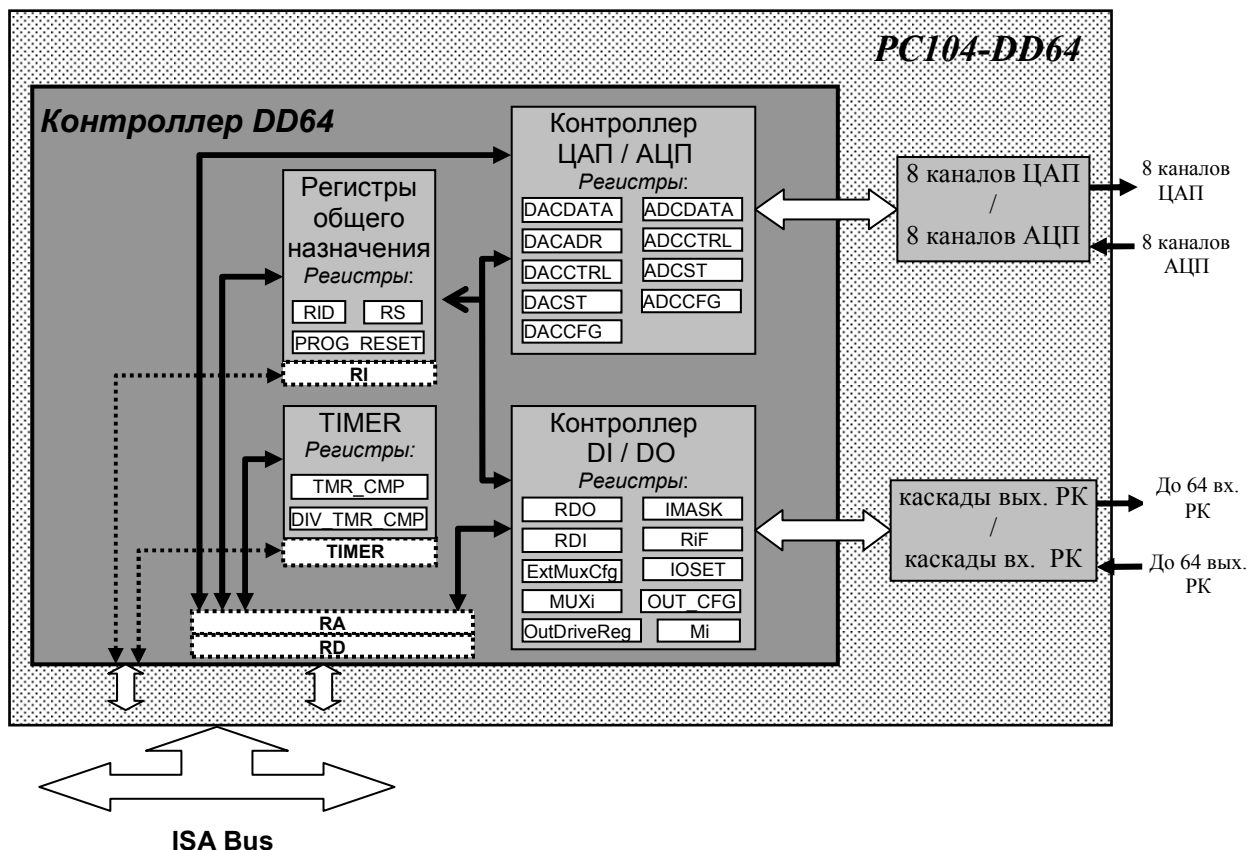 PC104-DD64
Контроллер DD64
Контроллер
ЦАП / АЦП
Регистры:
DACDATA
ADCDATA
DACADR
ADCCTRL
DACCTRL
ADCST
DACST
ADCCFG
DACCFG
Регистры
общего
назначения
Регистры:
RID
RS
PROG_RESET
RI
8 каналов ЦАП
/
8 каналов АЦП
8 каналов
ЦАП
8 каналов
АЦП
TIMER
Регистры:
TMR_CMP
DIV_TMR_CMP
TIMER
Контроллер
DI / DO
Регистры:
RDO
IMASK
RDI
RiF
ExtMuxCfg
IOSET
MUXi
OUT_CFG
OutDriveReg
Mi
каскады вых. РК
/
каскады вх. РК
До 64 вх.
РК
До 64 вых.
РК
RA
RD
ISA Bus